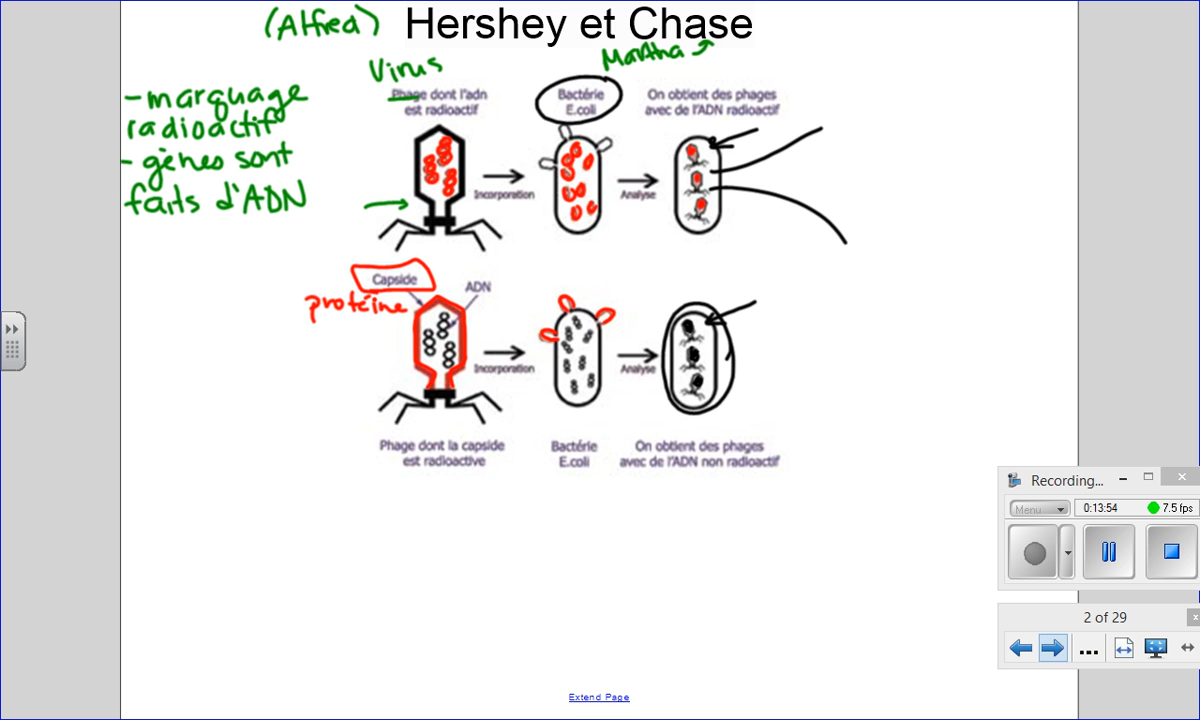 (Alfred) Hershey et Chase
Martha
Virus
- marquage
radioactif
- gènes sont
faits d'ADN
Phage dont l'adn
est radioactif
Bactérie
E.coli
On obtient des phages
avec de l'ADN radioactif
Incorporation
Analyse
Capside
protéine
ADN
Incorporation
Analyse
Phage dont la capside
est radioactive
Bactérie
E.coli
On obtient des phages
avec de l'ADN non radioactif
Recording...
Menu
0:13:54
7.5 fps
2 of 29
Extend Page